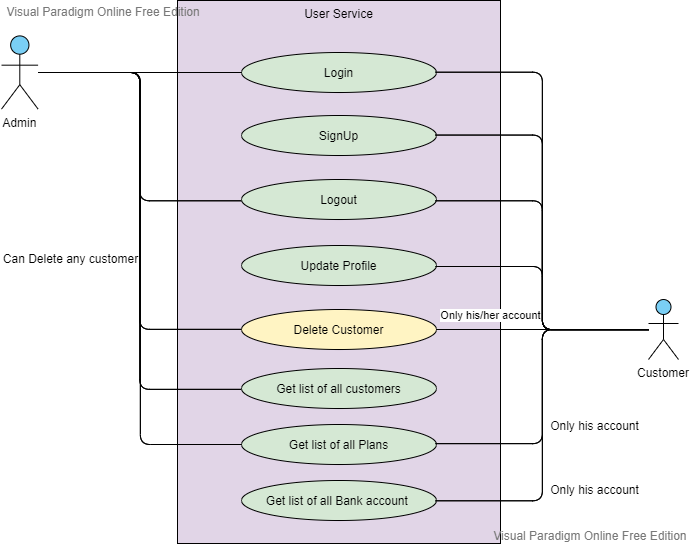 Visual Paradigm Online Free Edition
User Service
Login
Admin
SignUp
Logout
Can Delete any customer
Update Profile
Only his/her account
Delete Customer
Customer
Get list of all customers
Only his account
Get list of all Plans
Only his account
Get list of all Bank account
Visual Paradigm Online Free Edition